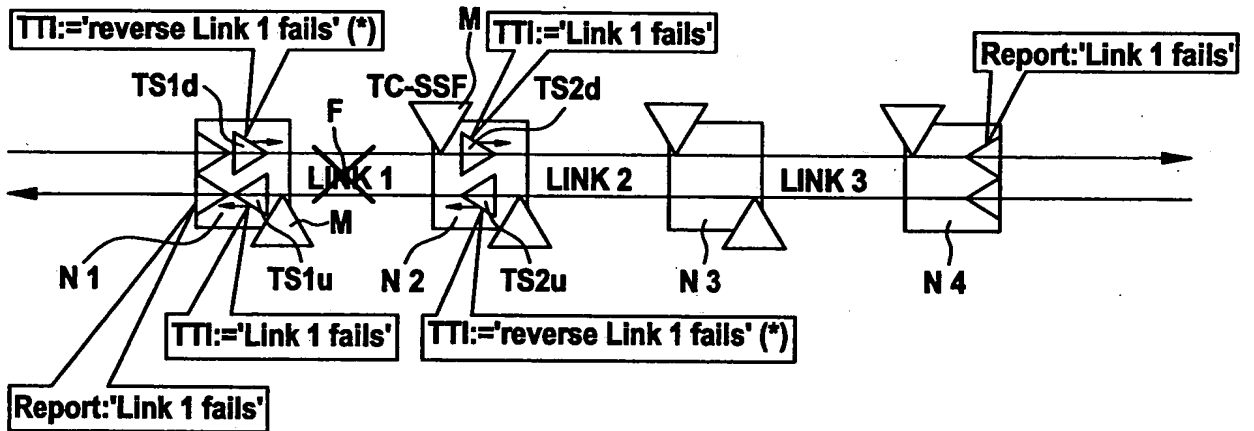 TTI:='reverse Link 1 fails' (*)
M
TTI:='Link 1 fails'
Report:'Link 1 fails'
TS1d
F
TC-SSF
TS2d
LINK 1
LINK 2
LINK 3
M
N 1
TS1u
N 2
TS2u
N 3
N 4
TTI:='Link 1 fails'
TTI:='reverse Link 1 fails' (*)
Report:'Link 1 fails'